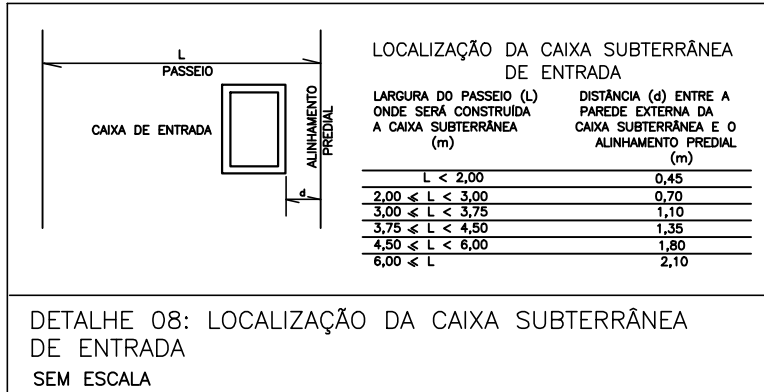 L
PASSEIO
CAIXA DE ENTRADA
ALINHAMENTO
PREDIAL
d
LOCALIZAÇÃO DA CAIXA SUBTERRÂNEA
DE ENTRADA
LARGURA DO PASSEIO (L)
ONDE SERÁ CONSTRUÍDA
A CAIXA SUBTERRÂNEA
(m)
DISTÂNCIA (d) ENTRE A
PAREDE EXTERNA DA
CAIXA SUBTERRÂNEA E O
ALINHAMENTO PREDIAL
(m)
L < 2,00 0,45
2,00 ⩽ L < 3,00 0,70
3,00 ⩽ L < 3,75 1,10
3,75 ⩽ L < 4,50 1,35
4,50 ⩽ L < 6,00 1,80
6,00 ⩽ L 2,10
DETALHE 08: LOCALIZAÇÃO DA CAIXA SUBTERRÂNEA
DE ENTRADA
SEM ESCALA